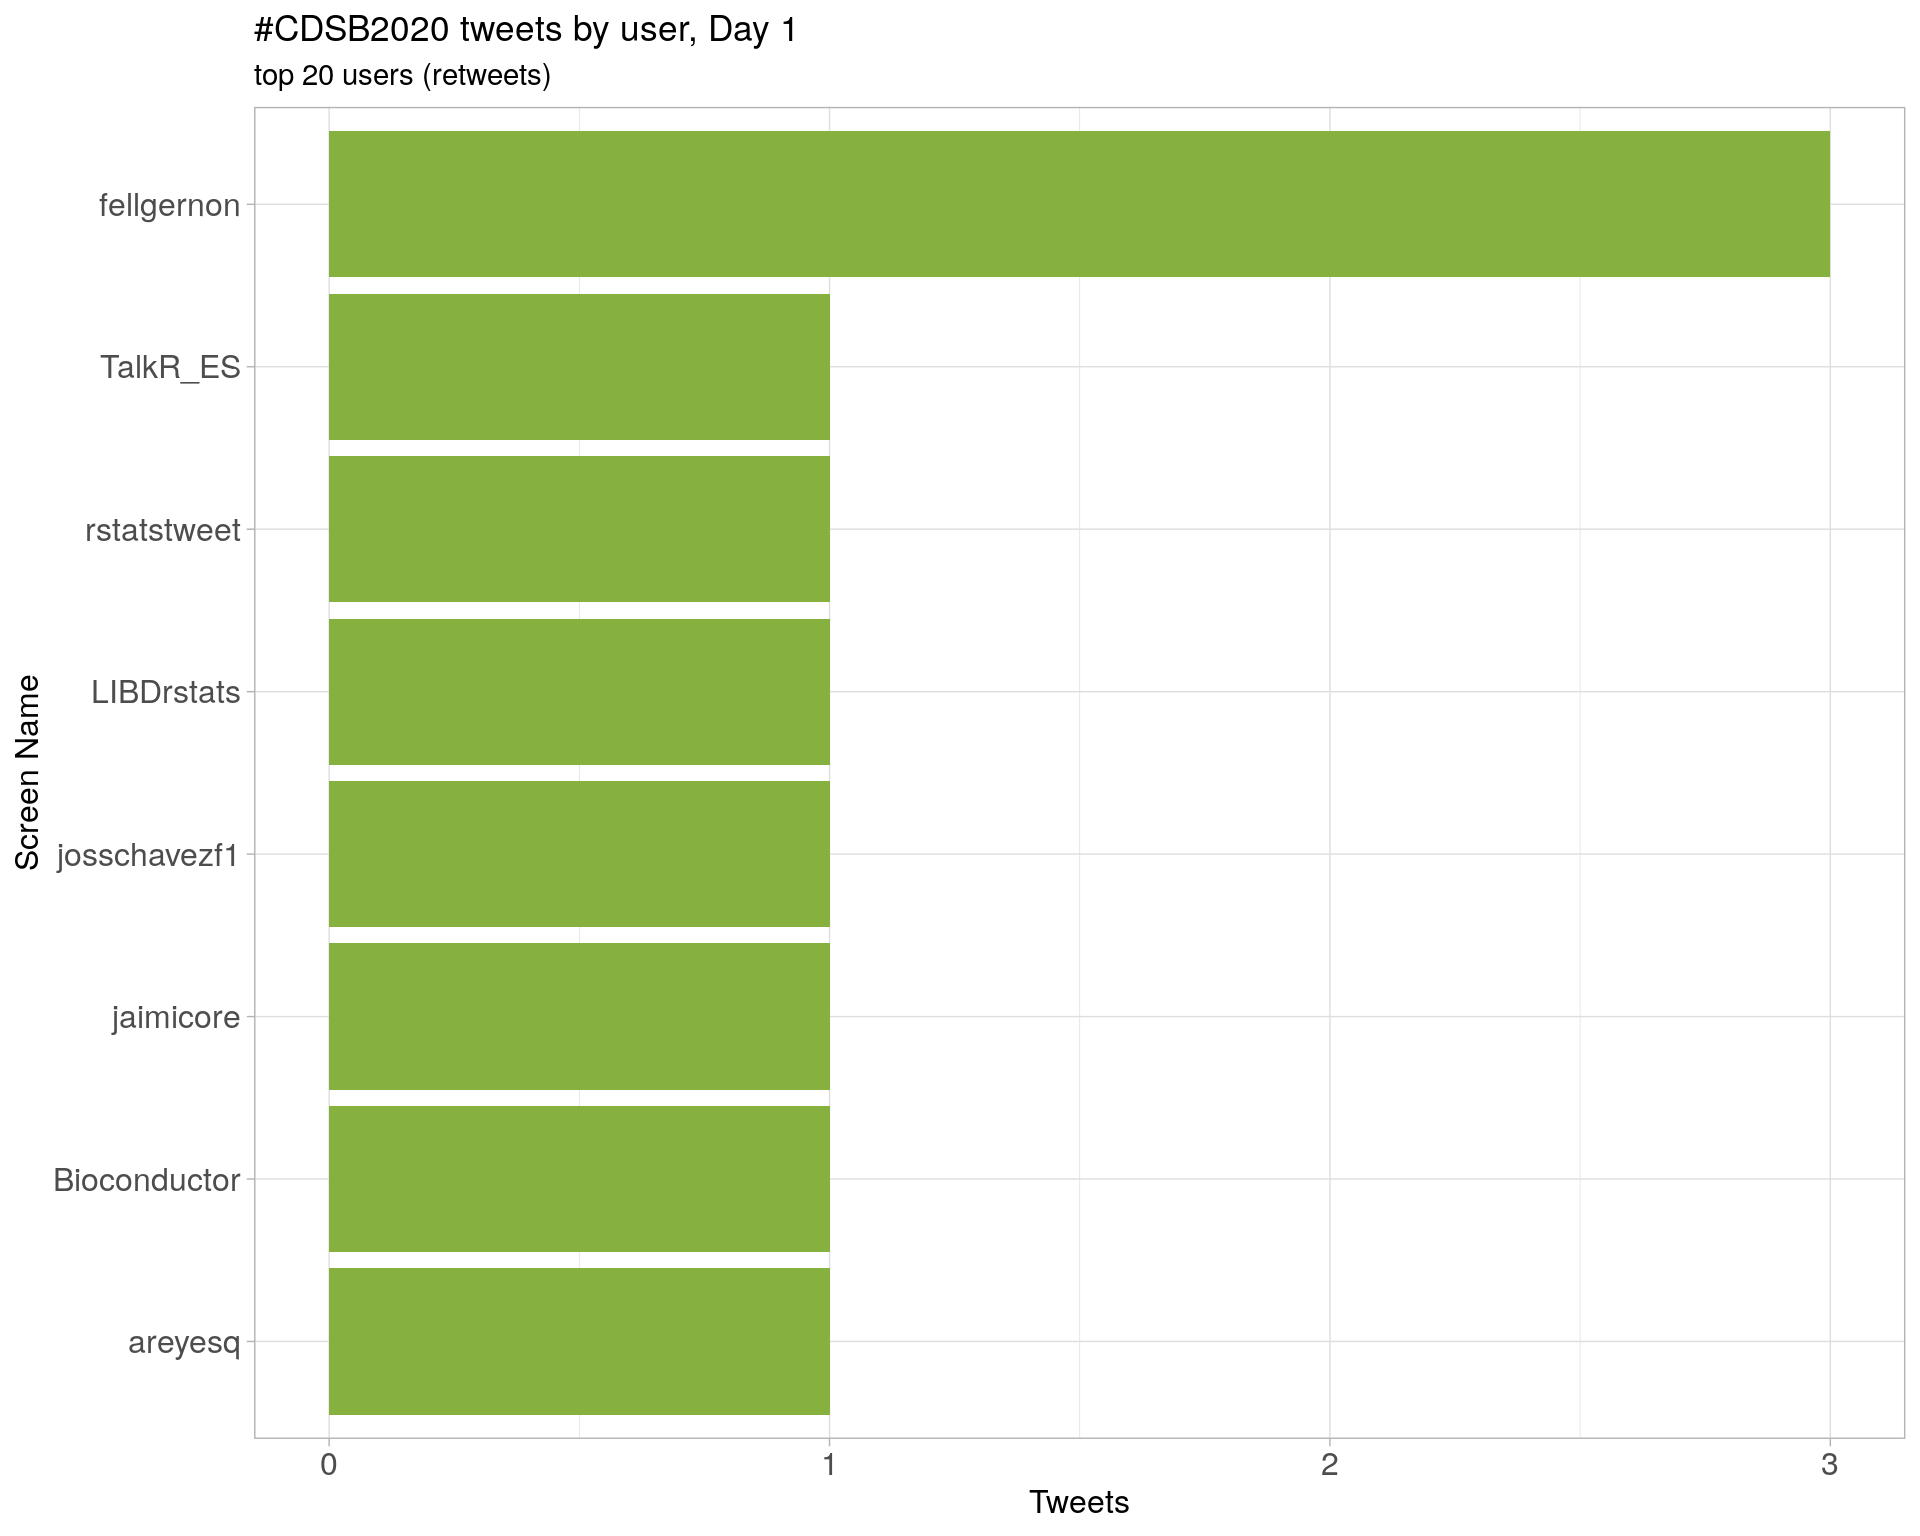 #CDSB2020 tweets by user, Day 1
top 20 users (retweets)
fellgernon
TalkR_ES
rstatstweet
LIBDrstats
josschavezf1
jaimicore
Bioconductor
areyesq
Screen Name
0 1 2 3
Tweets